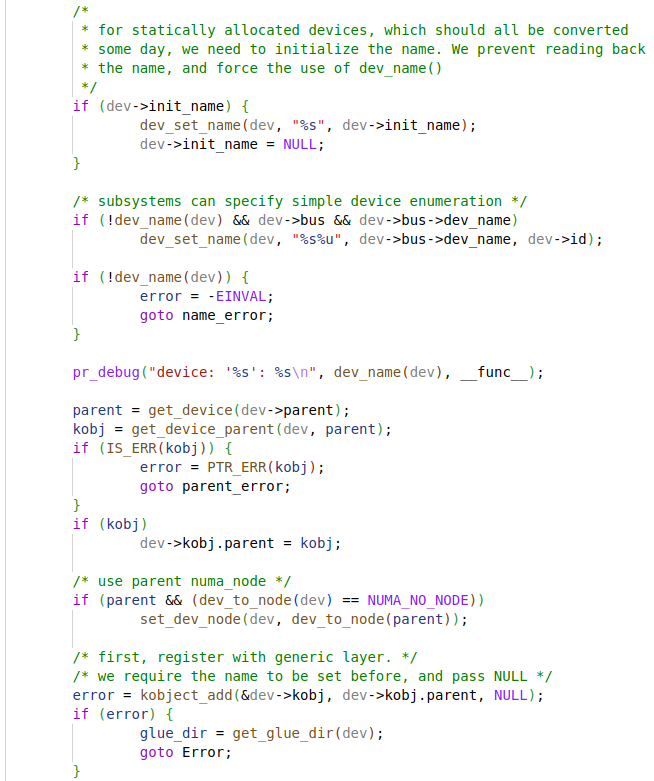 /*
 * for statically allocated devices, which should all be converted
 * some day, we need to initialize the name. We prevent reading back
 * the name, and force the use of dev_name()
 */
if (dev->init_name) {
        dev_set_name(dev, "%s", dev->init_name);
        dev->init_name = NULL;
}

/* subsystems can specify simple device enumeration */
if (!dev_name(dev) && dev->bus && dev->bus->dev_name)
        dev_set_name(dev, "%s%u", dev->bus->dev_name, dev->id);

if (!dev_name(dev)) {
        error = -EINVAL;
        goto name_error;
}

pr_debug("device: '%s': %s\n", dev_name(dev), __func__);

parent = get_device(dev->parent);
kobj = get_device_parent(dev, parent);
if (IS_ERR(kobj)) {
        error = PTR_ERR(kobj);
        goto parent_error;
}
if (kobj)
        dev->kobj.parent = kobj;

/* use parent numa_node */
if (parent && (dev_to_node(dev) == NUMA_NO_NODE))
        set_dev_node(dev, dev_to_node(parent));

/* first, register with generic layer. */
/* we require the name to be set before, and pass NULL */
error = kobject_add(&dev->kobj, dev->kobj.parent, NULL);
if (error) {
        glue_dir = get_glue_dir(dev);
        goto Error;
}